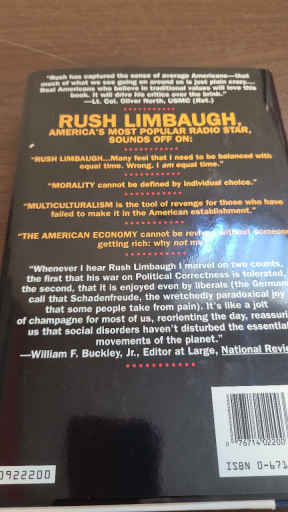 "Rush has captured the sense of average Americans—that
much of what we see going on around us is just plain crazy....
Real Americans who believe in traditional values will love this
book. It will drive his critics over the brink."
—Lt. Col. Oliver North, USMC (Ret.)
RUSH LIMBAUGH,
AMERICA'S MOST POPULAR RADIO STAR,
SOUNDS OFF ON:
"RUSH LIMBAUGH...Many feel that I need to be balanced with
equal time. Wrong. I am equal time."
"MORALITY cannot be defined by individual choice."
"MULTICULTURALISM is the tool of revenge for those who have
failed to make it in the American establishment."
"THE AMERICAN ECONOMY cannot be revived without someone
getting rich: why not me
"Whenever I hear Rush Limbaugh I marvel on two counts,
the first that his war on Political Correctness is tolerated,
the second, that it is enjoyed even by liberals (the German
call that Schadenfreude, the wretchedly paradoxical joy
that some people take from pain). It's like a jolt
of champagne for most of us, reorienting the day, reassuri
us that social disorders haven't disturbed the essential
movements of the planet."
—William F. Buckley, Jr., Editor at Large, National Revie
0922200
0 76714 02200
ISBN 0-671